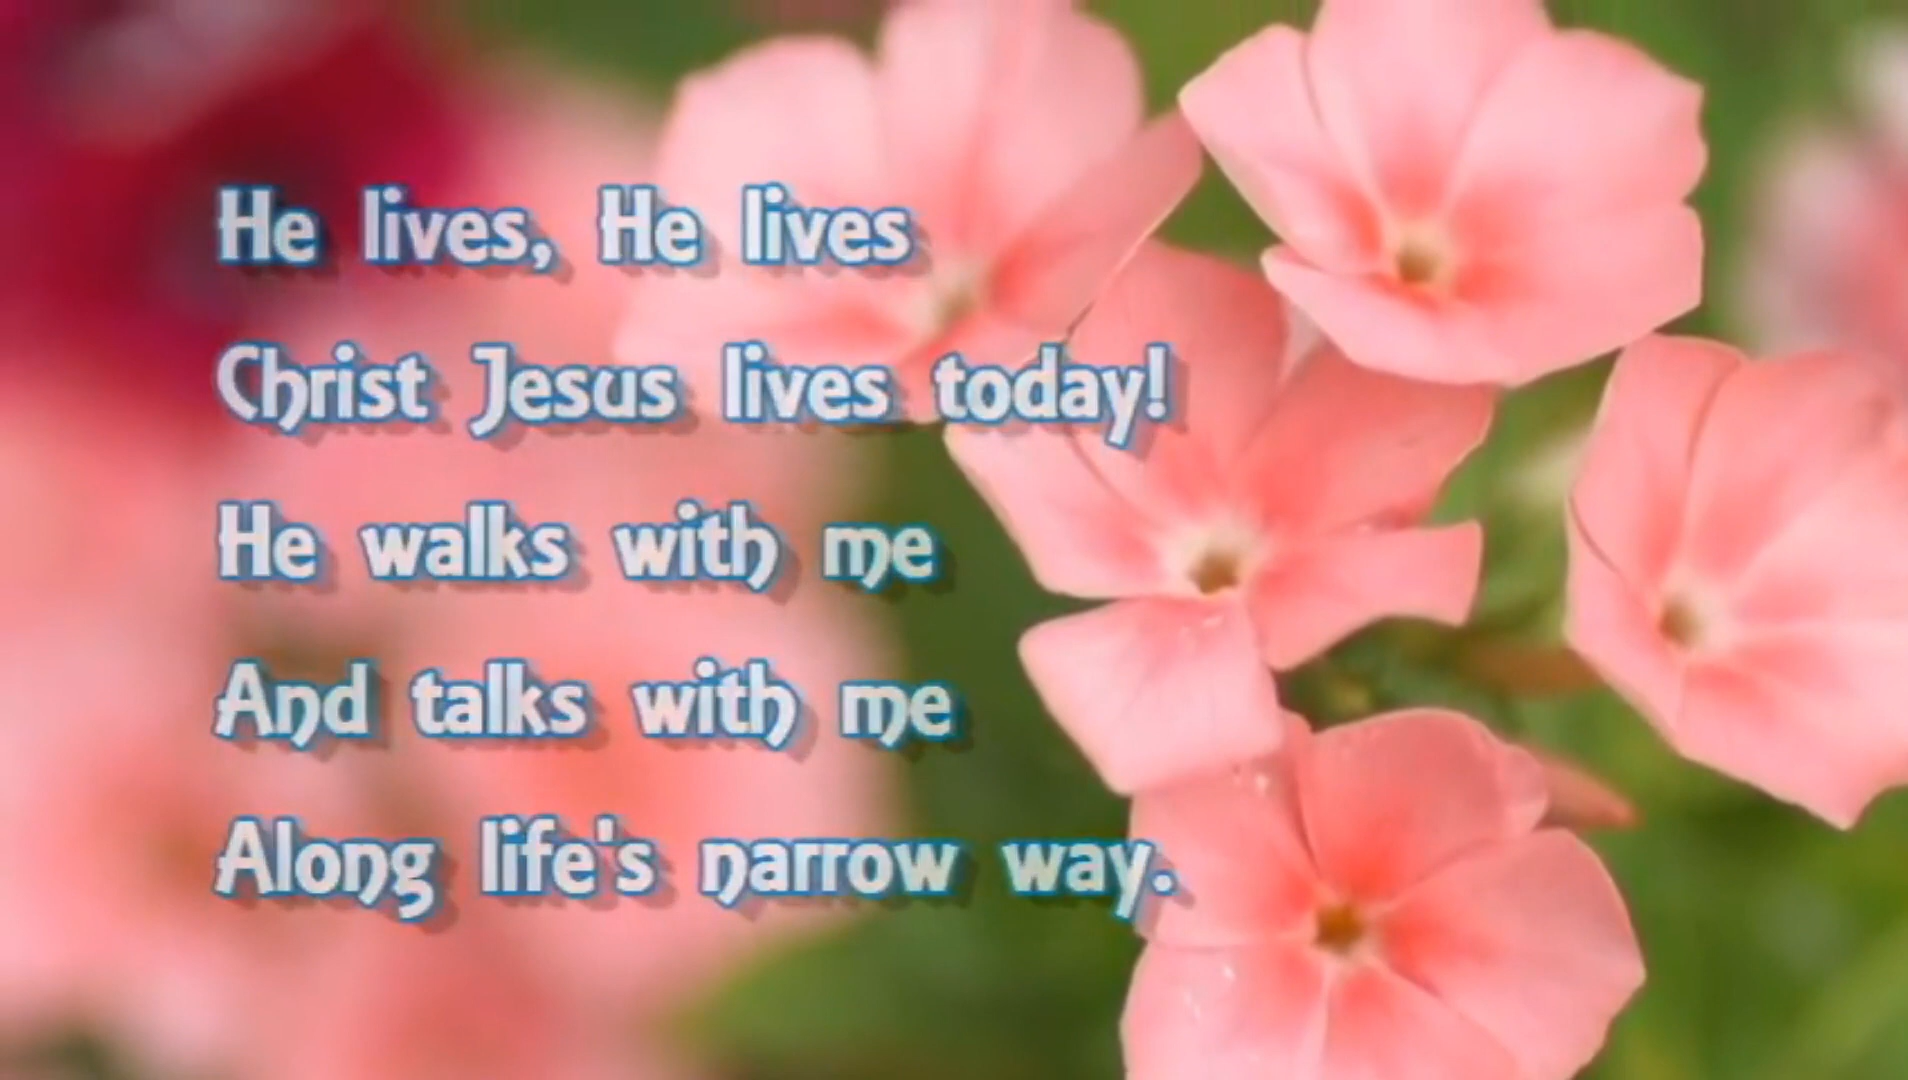 He lives, He lives
Christ Jesus lives today!
He walks with me
And talks with me
Along life's narrow way.